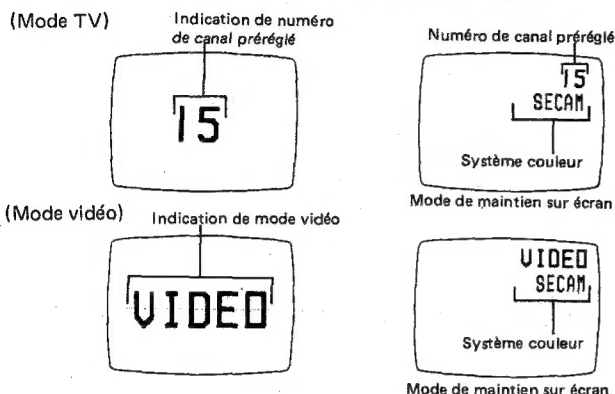 (Mode TV)
Indication de numéro
de canal préréglé
15
Numéro de canal préréglé
15
SECAM
Système couleur
Mode de maintien sur écran
(Mode vidéo)
Indication de mode vidéo
VIDEO
VIDEO
SECAM
Système couleur
Mode de maintien sur écran